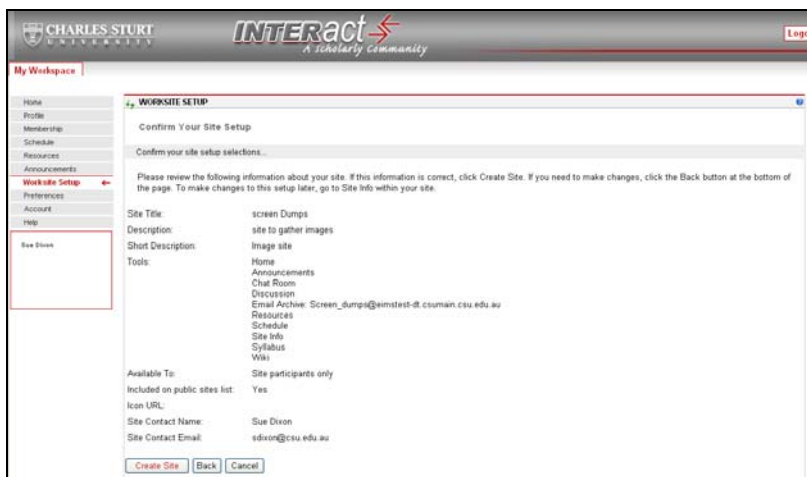 CHARLES STURT
UNIVERSITY
INTERact
A scholarly Community
Logo
My Workspace
Home
Profile
Membership
Schedule
Resources
Announcements
Worksite Setup
Preferences
Account
Help
Sue Dixon
WORKSITE SETUP
Confirm Your Site Setup
Confirm your site setup selections...
Please review the following information about your site. If this information is correct, click Create Site. If you need to make changes, click the Back button at the bottom of
the page. To make changes to this setup later, go to Site Info within your site.
Site Title: screen Dumps
Description: site to gather images
Short Description: Image site
Tools: Home
Announcements
Chat Room
Discussion
Email Archive: Screen_dumps@eimstest-dt.csumain.csu.edu.au
Resources
Schedule
Site Info
Syllabus
Wiki
Available To: Site participants only
Included on public sites list: Yes
Icon URL:
Site Contact Name: Sue Dixon
Site Contact Email: sdixon@csu.edu.au
Create Site Back Cancel